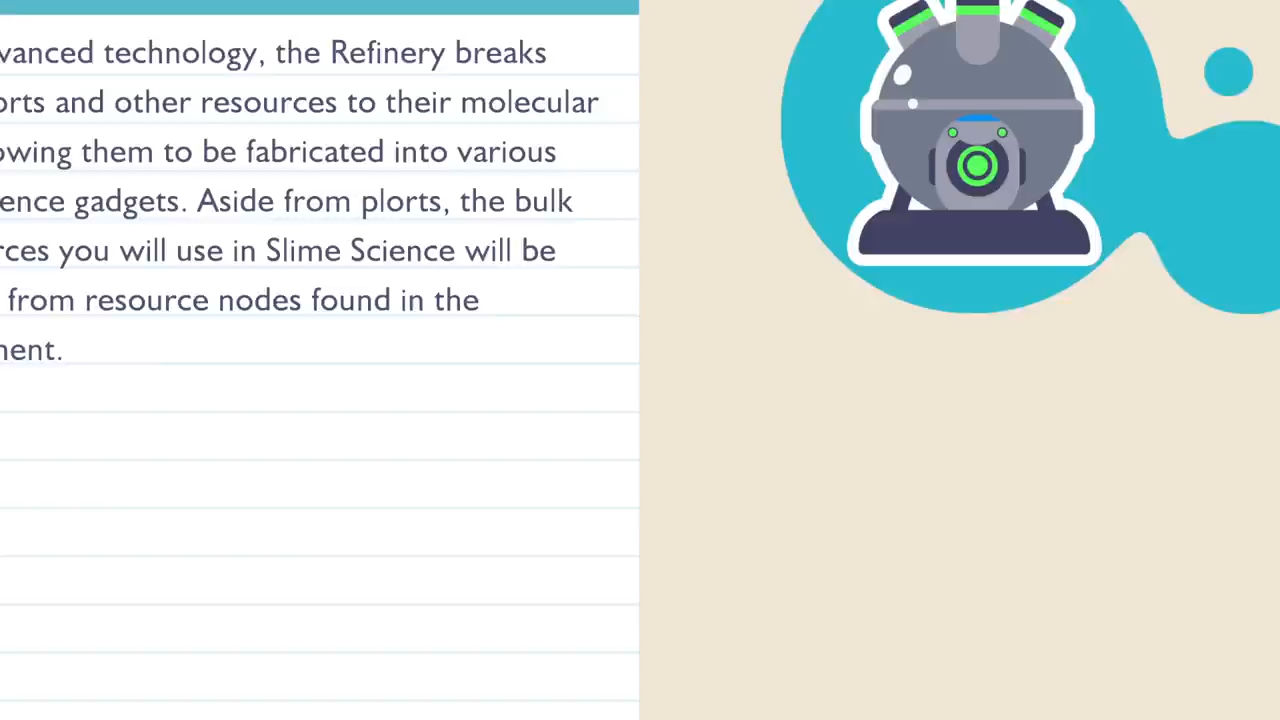 vanced technology, the Refinery breaks
orts and other resources to their molecular
owing them to be fabricated into various
ence gadgets. Aside from plorts, the bulk
rces you will use in Slime Science will be
from resource nodes found in the
ment.